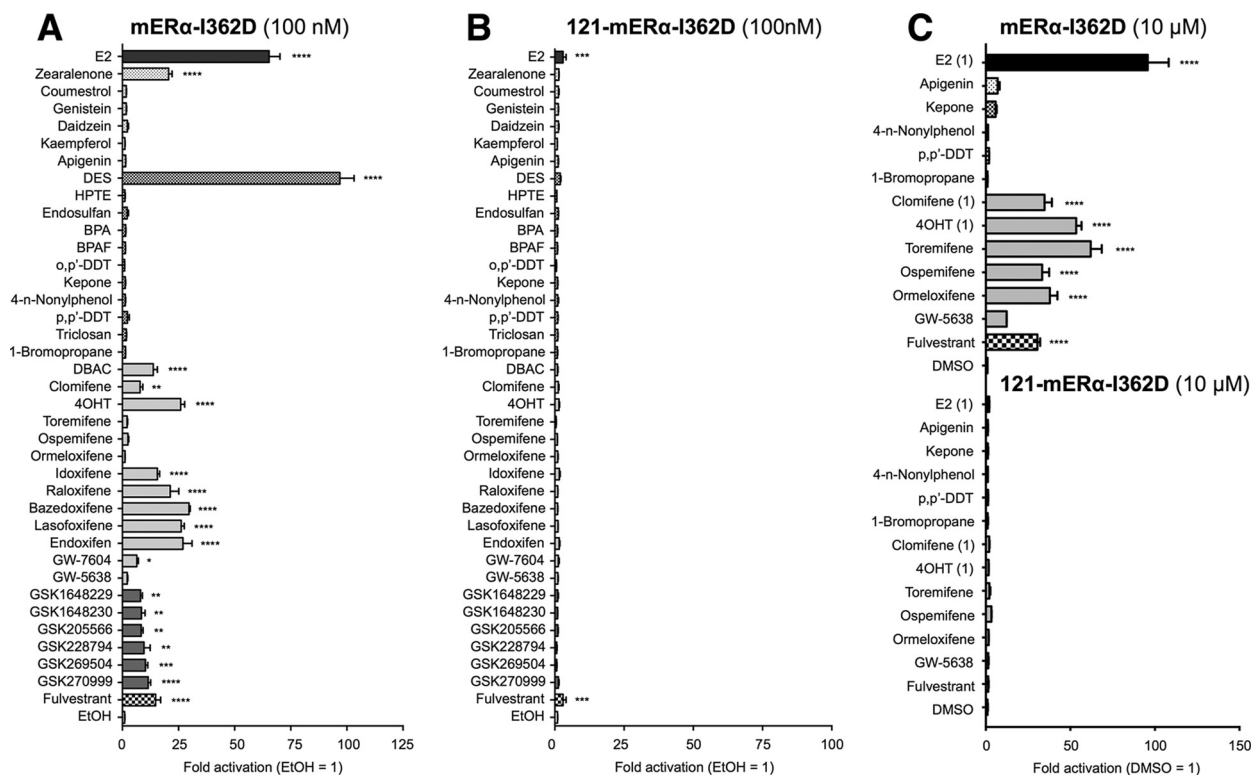 A
mERα-I362D (100 nM)
E2 ****
Zearalenone ****
Coumestrol
Genistein
Daidzein
Kaempferol
Apigenin
DES ****
HPTE
Endosulfan
BPA
BPAF
o,p'-DDT
Kepone
4-n-Nonylphenol
p,p'-DDT
Triclosan
1-Bromopropane
DBAC ****
Clomifene **
4OHT ****
Toremifene
Ospemifene
Ormeloxifene
Idoxifene ****
Raloxifene ****
Bazedoxifene ****
Lasofoxifene ****
Endoxifen ****
GW-7604 *
GW-5638
GSK1648229 **
GSK1648230 **
GSK205566 **
GSK228794 **
GSK269504 ***
GSK270999 ****
Fulvestrant ****
EtOH
0 25 50 75 100 125
Fold activation (EtOH = 1)
B
121-mERα-I362D (100nM)
E2 ***
Zearalenone
Coumestrol
Genistein
Daidzein
Kaempferol
Apigenin
DES
HPTE
Endosulfan
BPA
BPAF
o,p'-DDT
Kepone
4-n-Nonylphenol
p,p'-DDT
Triclosan
1-Bromopropane
DBAC
Clomifene
4OHT
Toremifene
Ospemifene
Ormeloxifene
Idoxifene
Raloxifene
Bazedoxifene
Lasofoxifene
Endoxifen
GW-7604
GW-5638
GSK1648229
GSK1648230
GSK205566
GSK228794
GSK269504
GSK270999
Fulvestrant ***
EtOH
0 25 50 75 100
Fold activation (EtOH = 1)
C
mERα-I362D (10 µM)
E2 (1) ****
Apigenin
Kepone
4-n-Nonylphenol
p,p'-DDT
1-Bromopropane
Clomifene (1) ****
4OHT (1) ****
Toremifene ****
Ospemifene ****
Ormeloxifene ****
GW-5638
Fulvestrant ****
DMSO
121-mERα-I362D (10 µM)
E2 (1)
Apigenin
Kepone
4-n-Nonylphenol
p,p'-DDT
1-Bromopropane
Clomifene (1)
4OHT (1)
Toremifene
Ospemifene
Ormeloxifene
GW-5638
Fulvestrant
DMSO
0 50 100 150
Fold activation (DMSO = 1)